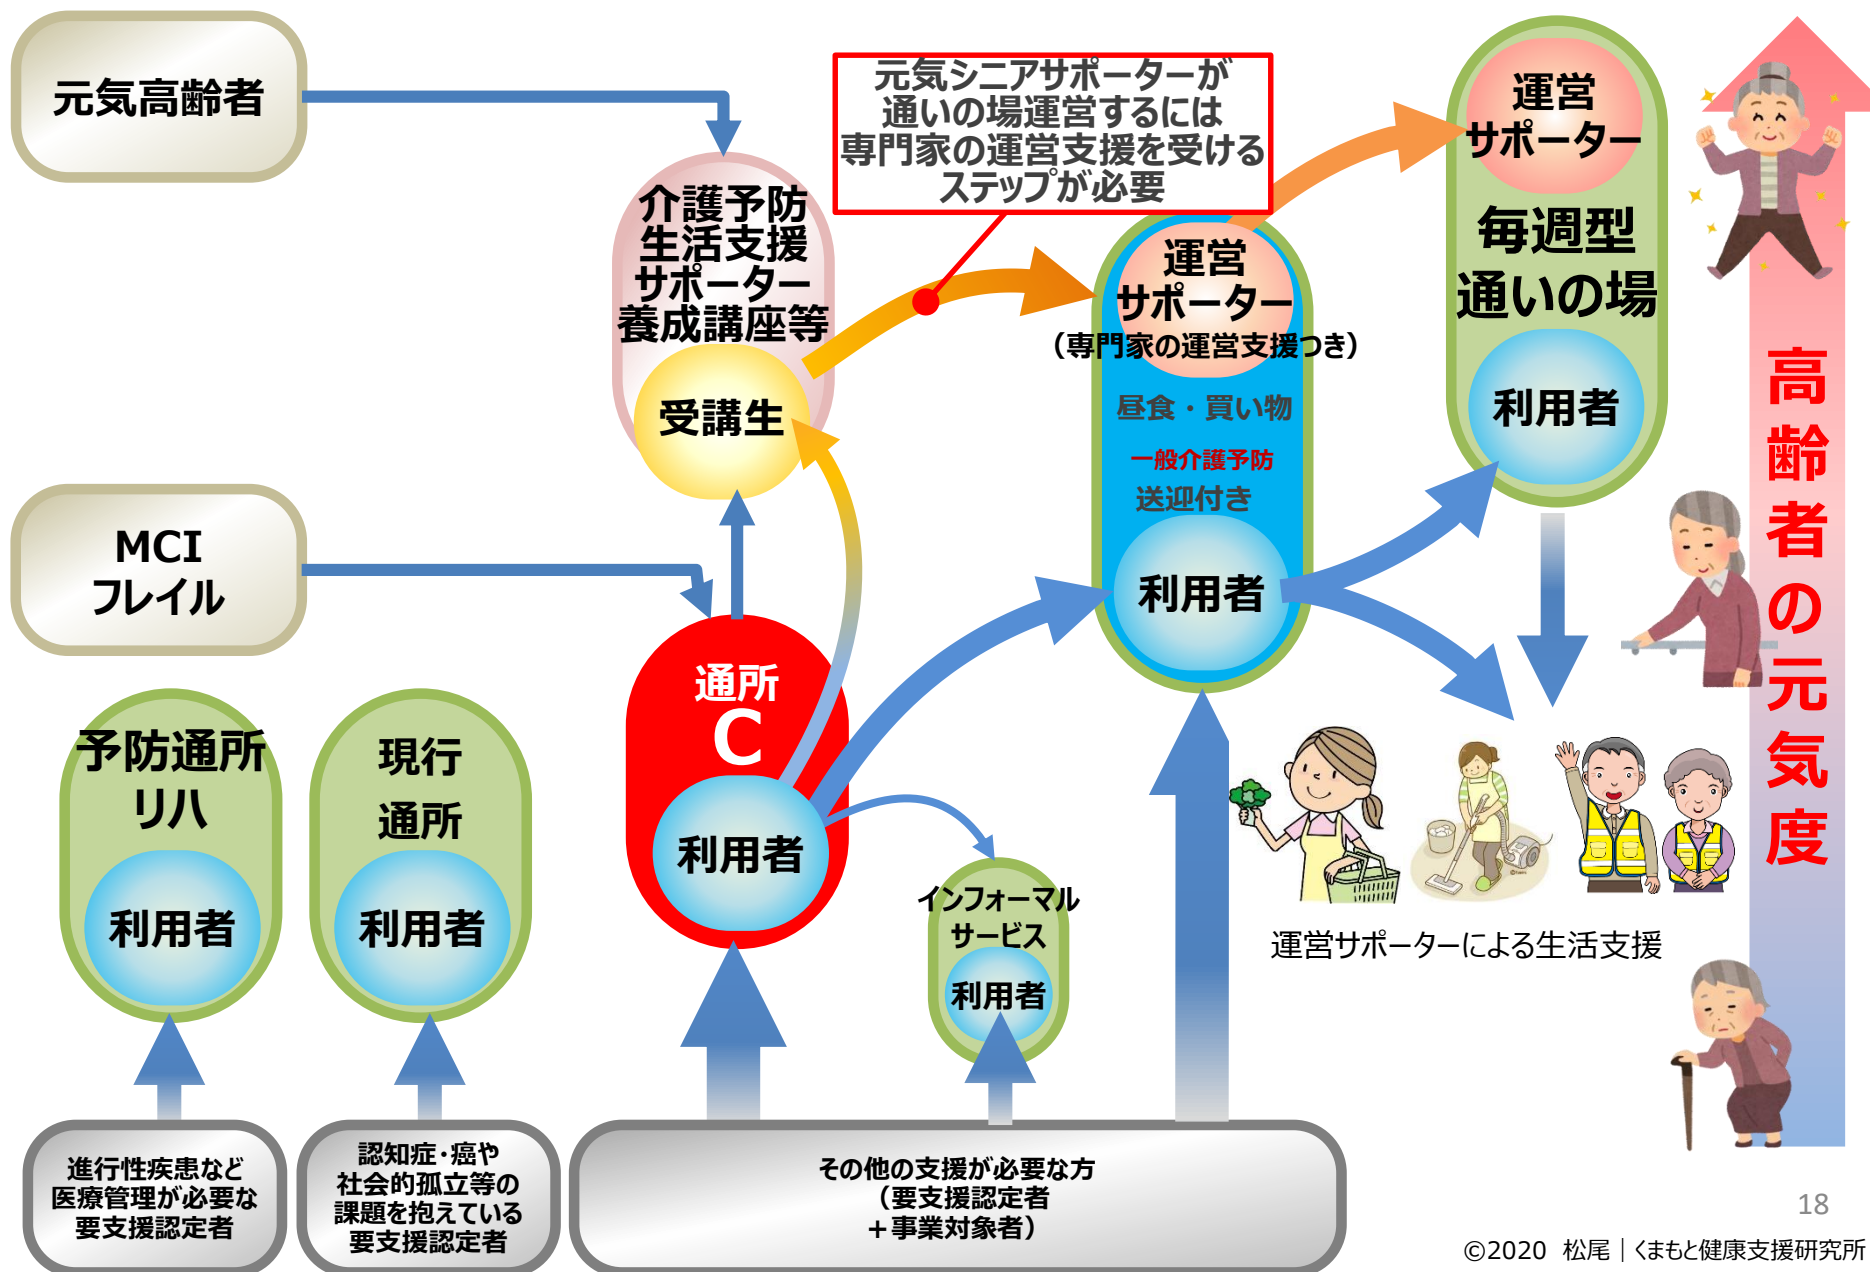 元気高齢者
元気シニアサポーターが
通いの場運営するには
専門家の運営支援を受ける
ステップが必要
運営
サポーター
毎週型
通いの場
利用者
介護予防
生活支援
サポーター
養成講座等
受講生
運営
サポーター
（専門家の運営支援つき）
昼食・買い物
一般介護予防
送迎付き
利用者
MCI
フレイル
通所
C
利用者
予防通所
リハ
利用者
現行
通所
利用者
インフォーマル
サービス
利用者
運営サポーターによる生活支援
高齢者の元気度
進行性疾患など
医療管理が必要な
要支援認定者
認知症・癌や
社会的孤立等の
課題を抱えている
要支援認定者
その他の支援が必要な方
（要支援認定者
＋事業対象者）
18
©2020 松尾｜くまもと健康支援研究所